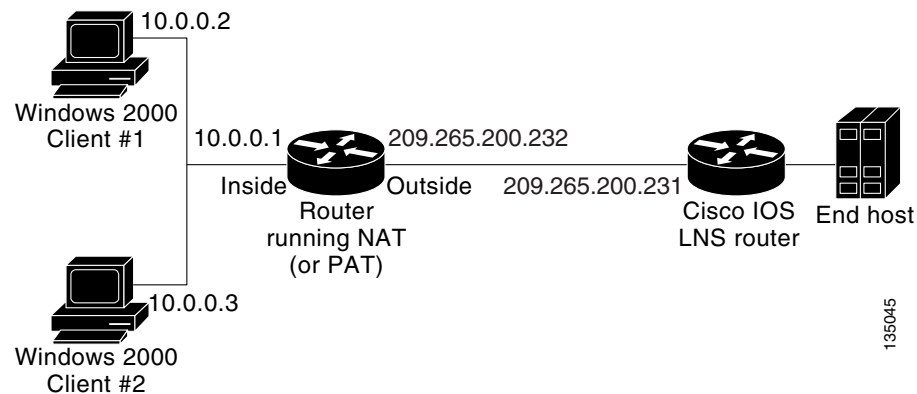 10.0.0.2
Windows 2000
Client #1
10.0.0.1
209.265.200.232
Inside
Outside
209.265.200.231
Router
running NAT
(or PAT)
Cisco IOS
LNS router
End host
10.0.0.3
Windows 2000
Client #2
135045